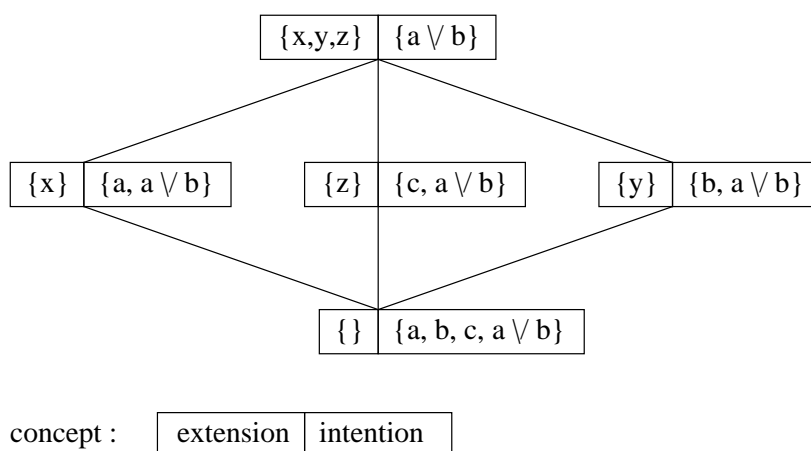 {x,y,z} {a \/ b}
{x} {a, a \/ b} {z} {c, a \/ b} {y} {b, a \/ b}
{} {a, b, c, a \/ b}
concept : extension intention